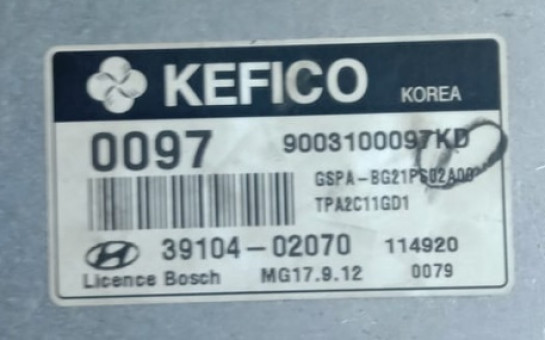 KEFICO KOREA
0097 9003100097KD
GSPA-BG21PS02A00
TPA2C11GD1
39104-02070 114920
Licence Bosch MG17.9.12 0079